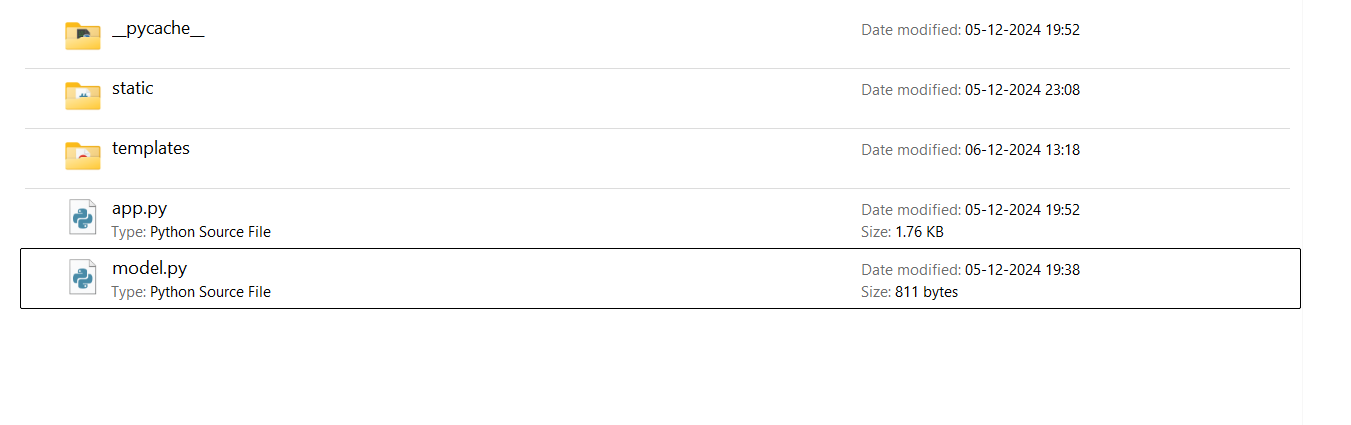 __pycache__ Date modified: 05-12-2024 19:52
static Date modified: 05-12-2024 23:08
templates Date modified: 06-12-2024 13:18
app.py Date modified: 05-12-2024 19:52
Type: Python Source File Size: 1.76 KB
model.py Date modified: 05-12-2024 19:38
Type: Python Source File Size: 811 bytes